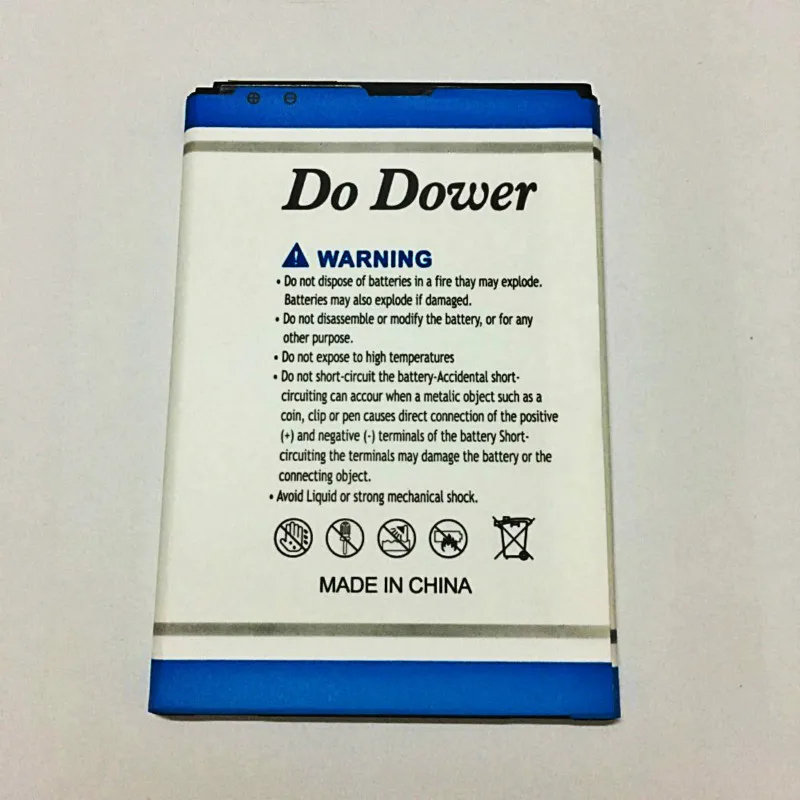 Do Dower
WARNING
• Do not dispose of batteries in a fire thay may explode.
Batteries may also explode if damaged.
• Do not disassemble or modify the battery, or for any
other purpose.
• Do not expose to high temperatures
• Do not short-circuit the battery-Accidental short-
circuiting can accour when a metalic object such as a
coin, clip or pen causes direct connection of the positive
(+) and negative (-) terminals of the battery Short-
circuiting the terminals may damage the battery or the
connecting object.
• Avoid Liquid or strong mechanical shock.
MADE IN CHINA